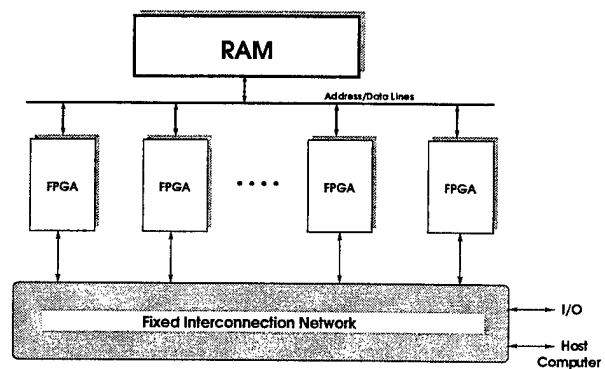 RAM
Address/Data Lines
FPGA
FPGA
FPGA
FPGA
Fixed Interconnection Network
I/O
Host
Computer